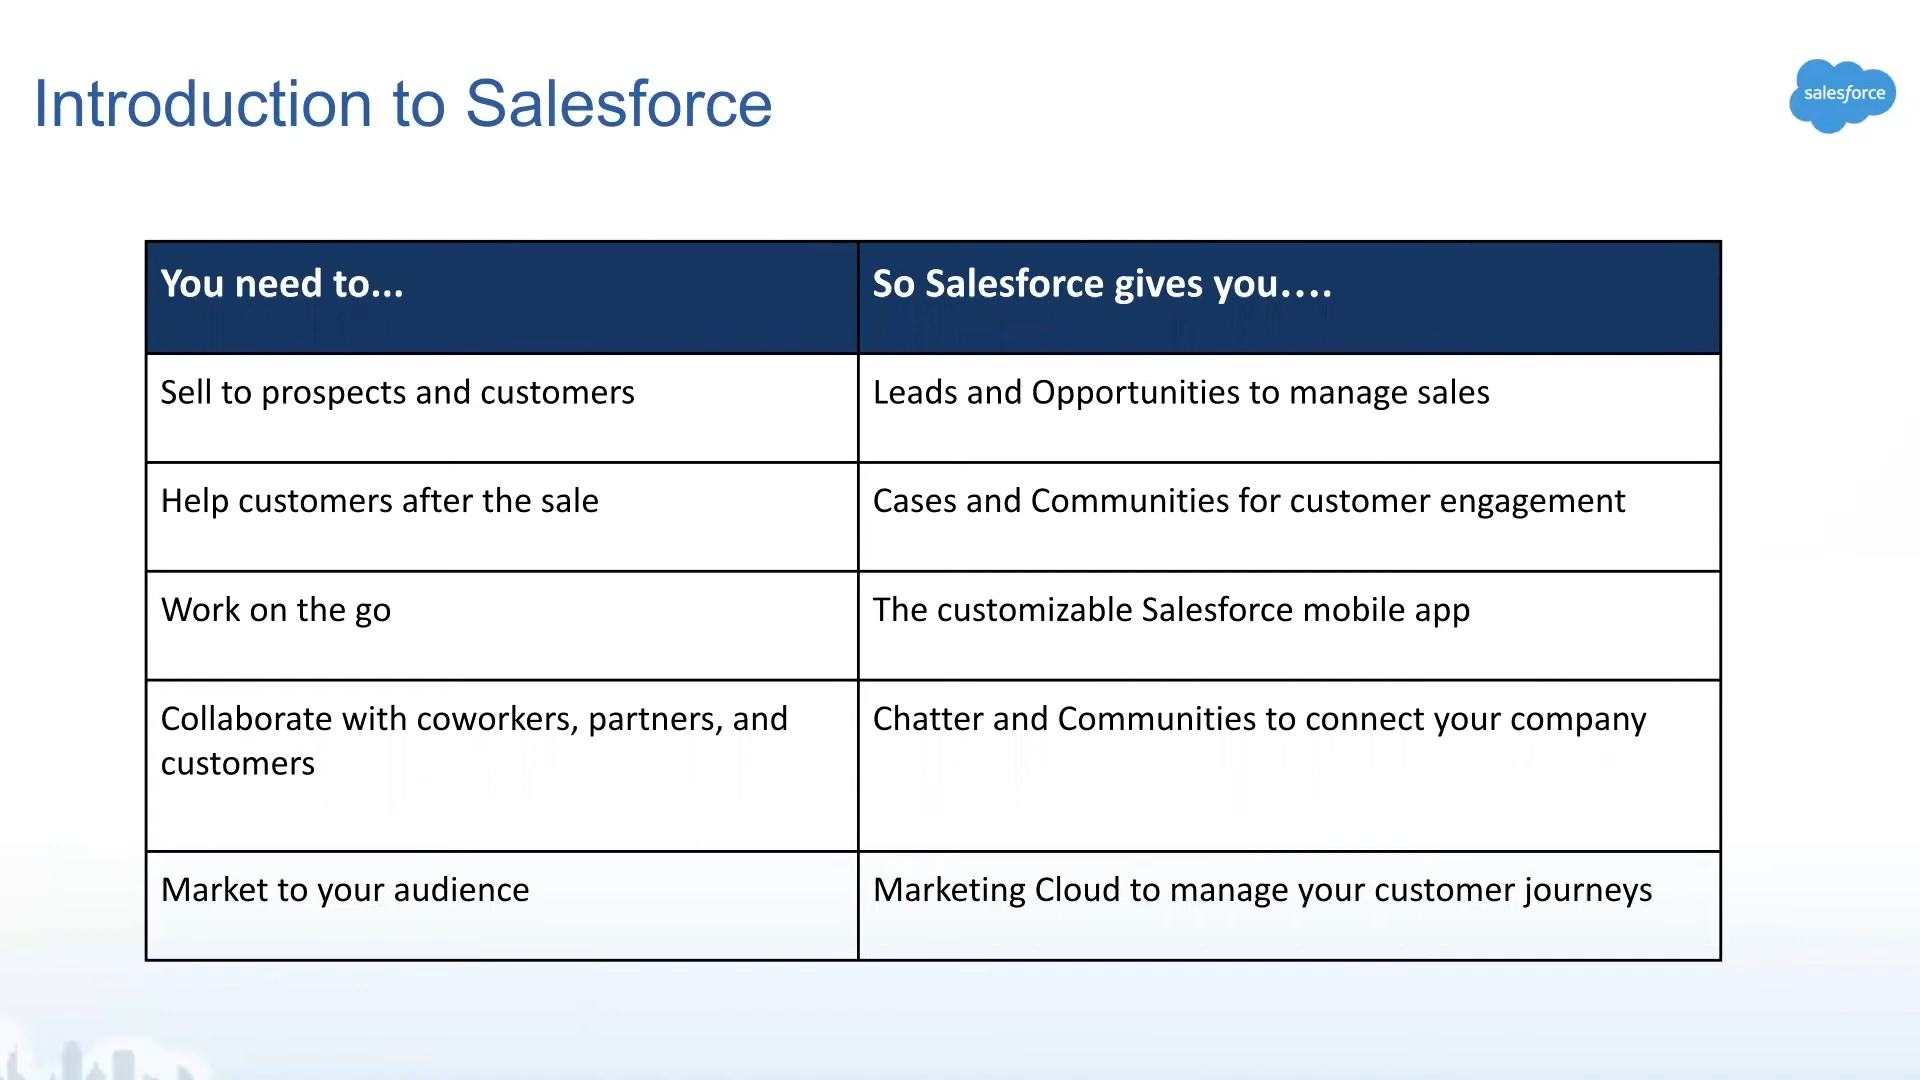 Introduction to Salesforce
salesforce
You need to...
So Salesforce gives you....
Sell to prospects and customers
Leads and Opportunities to manage sales
Help customers after the sale
Cases and Communities for customer engagement
Work on the go
The customizable Salesforce mobile app
Collaborate with coworkers, partners, and
customers
Chatter and Communities to connect your company
Market to your audience
Marketing Cloud to manage your customer journeys